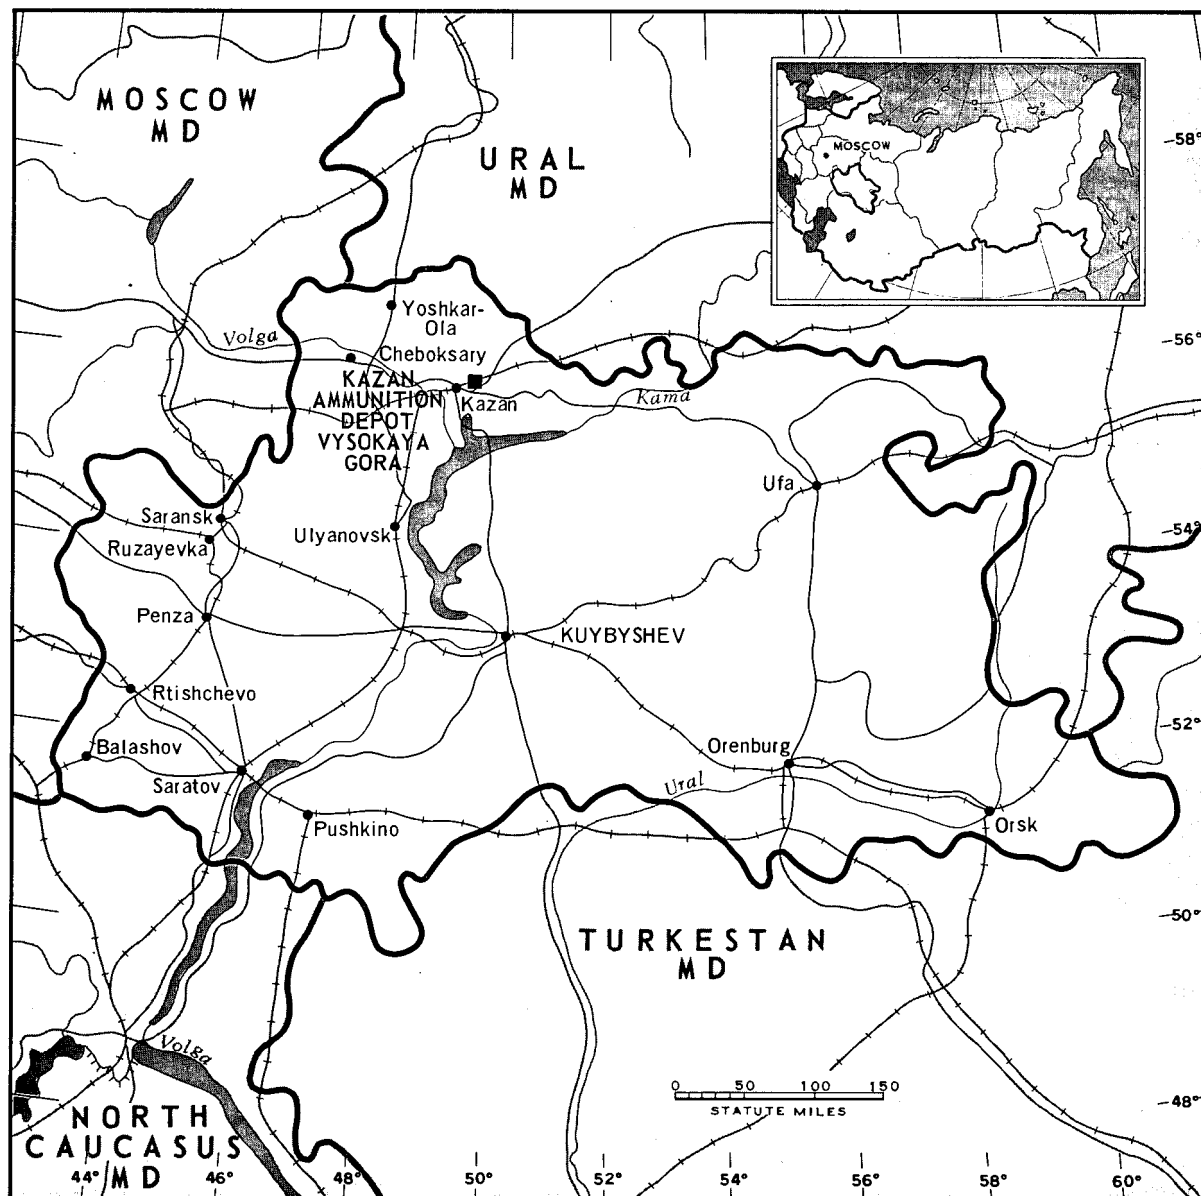 MOSCOW
MD
URAL
MD
MOSCOW
58°
Yoshkar-
Ola
Volga
Cheboksary
56°
KAZAN
AMMUNITION
DEPOT
VYSOKAYA
GORA
Kazan
Kama
Ufa
Saransk
Ruzayevka
Ulyanovsk
54°
Penza
KUYBYSHEV
Rtishchevo
Balashov
Saratov
Orenburg
52°
Ural
Pushkino
Orsk
50°
TURKESTAN
MD
Volga
0 50 100 150
STATUTE MILES
48°
NORTH
CAUCASUS
MD
44° 46° 48° 50° 52° 54° 56° 58° 60°